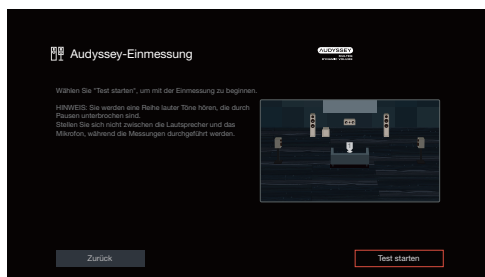 Audyssey-Einmessung
AUDYSSEY
Wählen Sie "Test starten", um mit der Einmessung zu beginnen.
HINWEIS: Sie werden eine Reihe lauter Töne hören, die durch
Pausen unterbrochen sind.
Stellen Sie sich nicht zwischen die Lautsprecher und das
Mikrofon, während die Messungen durchgeführt werden.
Zurück
Test starten